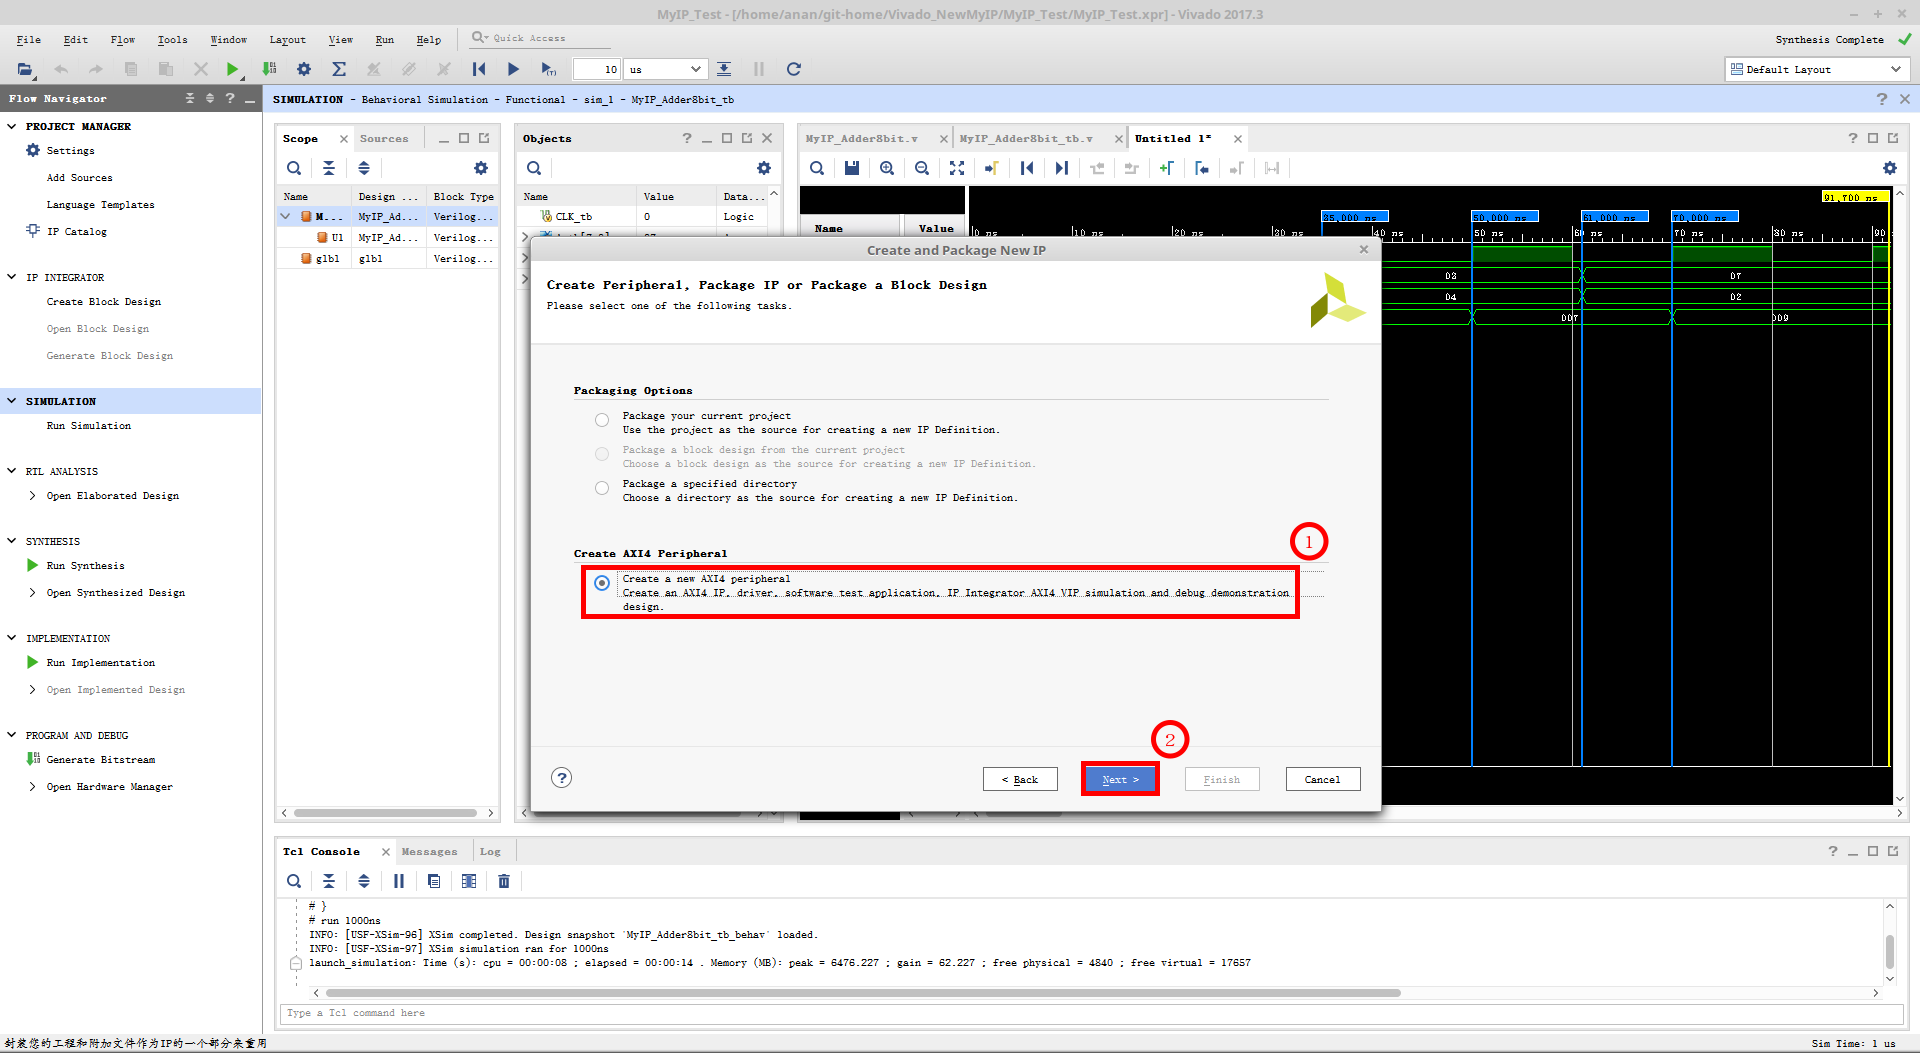 MyIP_Test - [/home/anan/git-home/Vivado_NewMyIP/MyIP_Test/MyIP_Test.xpr] - Vivado 2017.3
File Edit Flow Tools Window Layout View Run Help Quick Access
Synthesis Complete
10 us
Default Layout
Flow Navigator
SIMULATION - Behavioral Simulation - Functional - sim_1 - MyIP_Adder8bit_tb
PROJECT MANAGER
Settings
Add Sources
Language Templates
IP Catalog
IP INTEGRATOR
Create Block Design
Open Block Design
Generate Block Design
SIMULATION
Run Simulation
RTL ANALYSIS
Open Elaborated Design
SYNTHESIS
Run Synthesis
Open Synthesized Design
IMPLEMENTATION
Run Implementation
Open Implemented Design
PROGRAM AND DEBUG
Generate Bitstream
Open Hardware Manager
Scope Sources
Name Design ... Block Type
M... MyIP_Ad... Verilog...
U1 MyIP_Ad... Verilog...
glbl glbl Verilog...
Objects
Name Value Data...
CLK_tb 0 Logic
MyIP_Adder8bit.v MyIP_Adder8bit_tb.v Untitled 1*
91,700 ns
25,000 ns 50,000 ns 61,000 ns 70,000 ns
Name Value
0 ns 10 ns 20 ns 30 ns 40 ns 50 ns 60 ns 70 ns 80 ns 90
03 07
04 02
007 009
Create and Package New IP
Create Peripheral, Package IP or Package a Block Design
Please select one of the following tasks.
Packaging Options
Package your current project
Use the project as the source for creating a new IP Definition.
Package a block design from the current project
Choose a block design as the source for creating a new IP Definition.
Package a specified directory
Choose a directory as the source for creating a new IP Definition.
1
Create AXI4 Peripheral
Create a new AXI4 peripheral
Create an AXI4 IP, driver, software test application, IP Integrator AXI4 VIP simulation and debug demonstration
design.
2
? < Back Next > Finish Cancel
Tcl Console Messages Log
# }
# run 1000ns
INFO: [USF-XSim-96] XSim completed. Design snapshot 'MyIP_Adder8bit_tb_behav' loaded.
INFO: [USF-XSim-97] XSim simulation ran for 1000ns
launch_simulation: Time (s): cpu = 00:00:08 ; elapsed = 00:00:14 . Memory (MB): peak = 6476.227 ; gain = 62.227 ; free physical = 4840 ; free virtual = 17657
Type a Tcl command here
封装您的工程和附加文件作为IP的一个部分来重用
Sim Time: 1 us